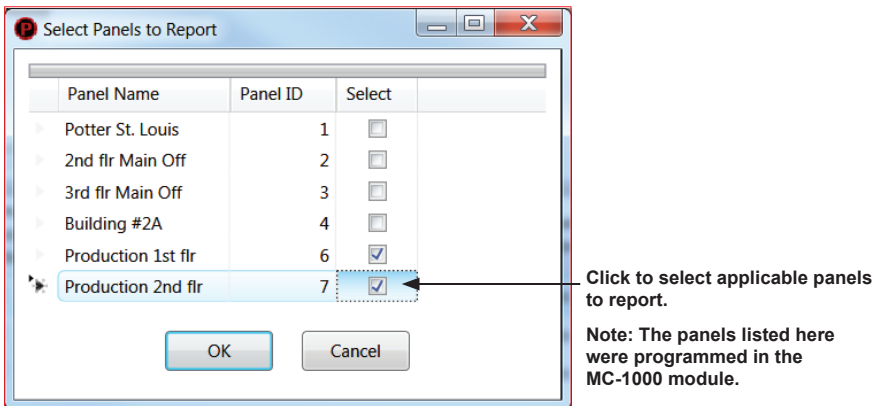 P Select Panels to Report X
Panel Name Panel ID Select
Potter St. Louis 1
2nd flr Main Off 2
3rd flr Main Off 3
Building #2A 4
Production 1st flr 6
Production 2nd flr 7
OK Cancel
Click to select applicable panels
to report.
Note: The panels listed here
were programmed in the
MC-1000 module.